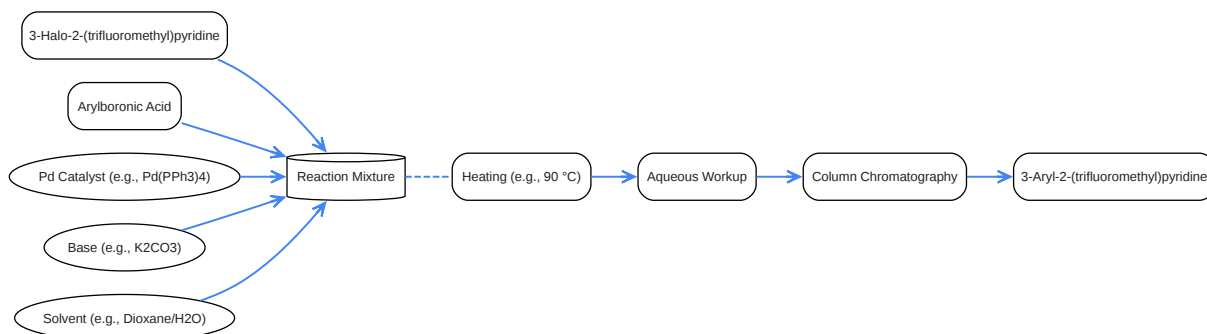 3-Halo-2-(trifluoromethyl)pyridine
Arylboronic Acid
Pd Catalyst (e.g., Pd(PPh3)4)
Base (e.g., K2CO3)
Solvent (e.g., Dioxane/H2O)
Reaction Mixture
Heating (e.g., 90 °C)
Aqueous Workup
Column Chromatography
3-Aryl-2-(trifluoromethyl)pyridine